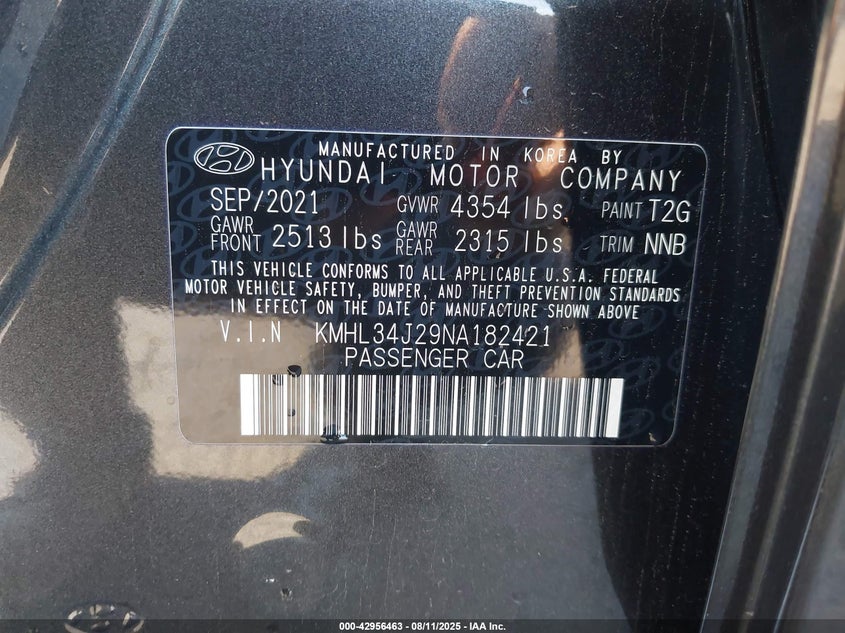 MANUFACTURED IN KOREA BY
HYUNDAI MOTOR COMPANY
SEP/2021 GVWR 4354 lbs. PAINT T2G
GAWR FRONT 2513 lbs GAWR REAR 2315 lbs TRIM NNB
THIS VEHICLE CONFORMS TO ALL APPLICABLE U.S.A. FEDERAL
MOTOR VEHICLE SAFETY, BUMPER, AND THEFT PREVENTION STANDARDS
IN EFFECT ON THE DATE OF MANUFACTURE SHOWN ABOVE
V.I.N KMHL34J29NA182421
PASSENGER CAR
000-42956463 - 08/11/2025 - IAA Inc.